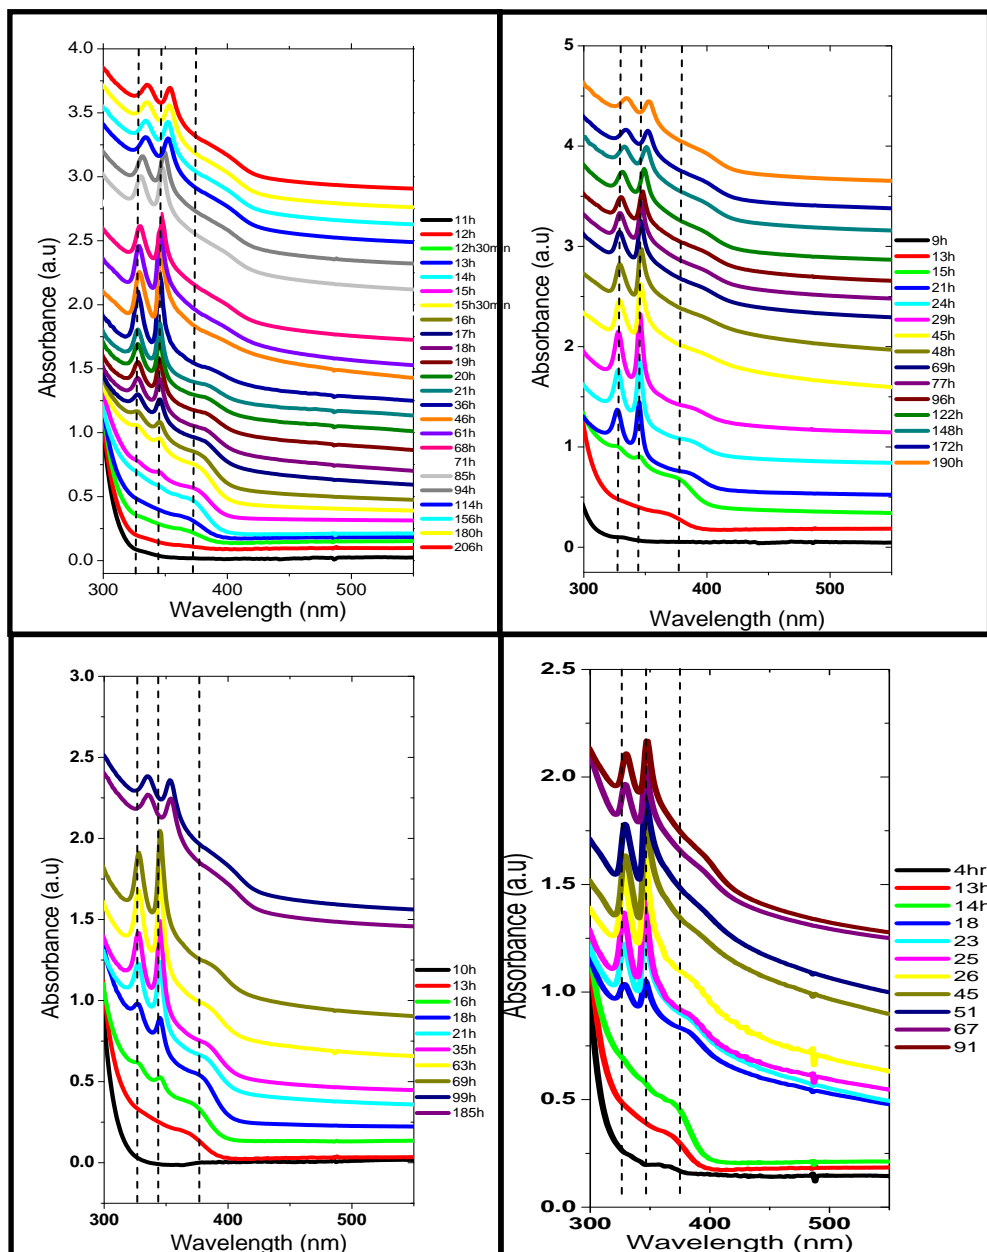 4.0
3.5
3.0
2.5
2.0
1.5
1.0
0.5
0.0
Absorbance (a.u)
300
400
500
Wavelength (nm)
11h
12h
12h30min
13h
14h
15h
15h30min
16h
17h
18h
19h
20h
21h
36h
46h
61h
68h
71h
85h
94h
114h
156h
180h
206h
5
4
3
2
1
0
Absorbance (a.u)
300
400
500
Wavelength (nm)
9h
13h
15h
21h
24h
29h
45h
48h
69h
77h
96h
122h
148h
172h
190h
3.0
2.5
2.0
1.5
1.0
0.5
0.0
Absorbance (a.u)
300
400
500
Wavelength (nm)
10h
13h
16h
18h
21h
35h
63h
69h
99h
185h
2.5
2.0
1.5
1.0
0.5
0.0
Absorbance (a.u)
300
400
500
Wavelength (nm)
4hr
13h
14h
18
23
25
26
45
51
67
91